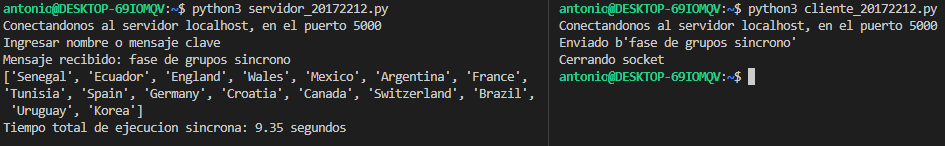 antonio@DESKTOP-69IOMQV:~$ python3 servidor_20172212.py
Conectandonos al servidor localhost, en el puerto 5000
Ingresar nombre o mensaje clave
Mensaje recibido: fase de grupos sincrono
['Senegal', 'Ecuador', 'England', 'Wales', 'Mexico', 'Argentina', 'France',
'Tunisia', 'Spain', 'Germany', 'Croatia', 'Canada', 'Switzerland', 'Brazil',
'Uruguay', 'Korea']
Tiempo total de ejecucion sincrona: 9.35 segundos
antonio@DESKTOP-69IOMQV:~$ python3 cliente_20172212.py
Conectandonos al servidor localhost, en el puerto 5000
Enviado b'fase de grupos sincrono'
Cerrando socket
antonio@DESKTOP-69IOMQV:~$